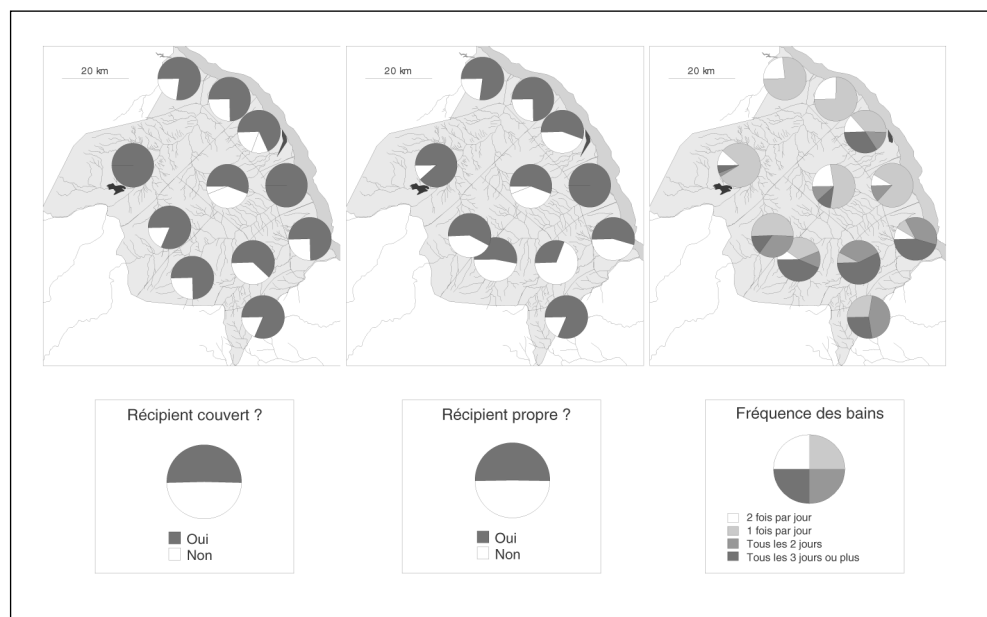 20 km
20 km
20 km
Récipient couvert ?
Oui
Non
Récipient propre ?
Oui
Non
Fréquence des bains
2 fois par jour
1 fois par jour
Tous les 2 jours
Tous les 3 jours ou plus